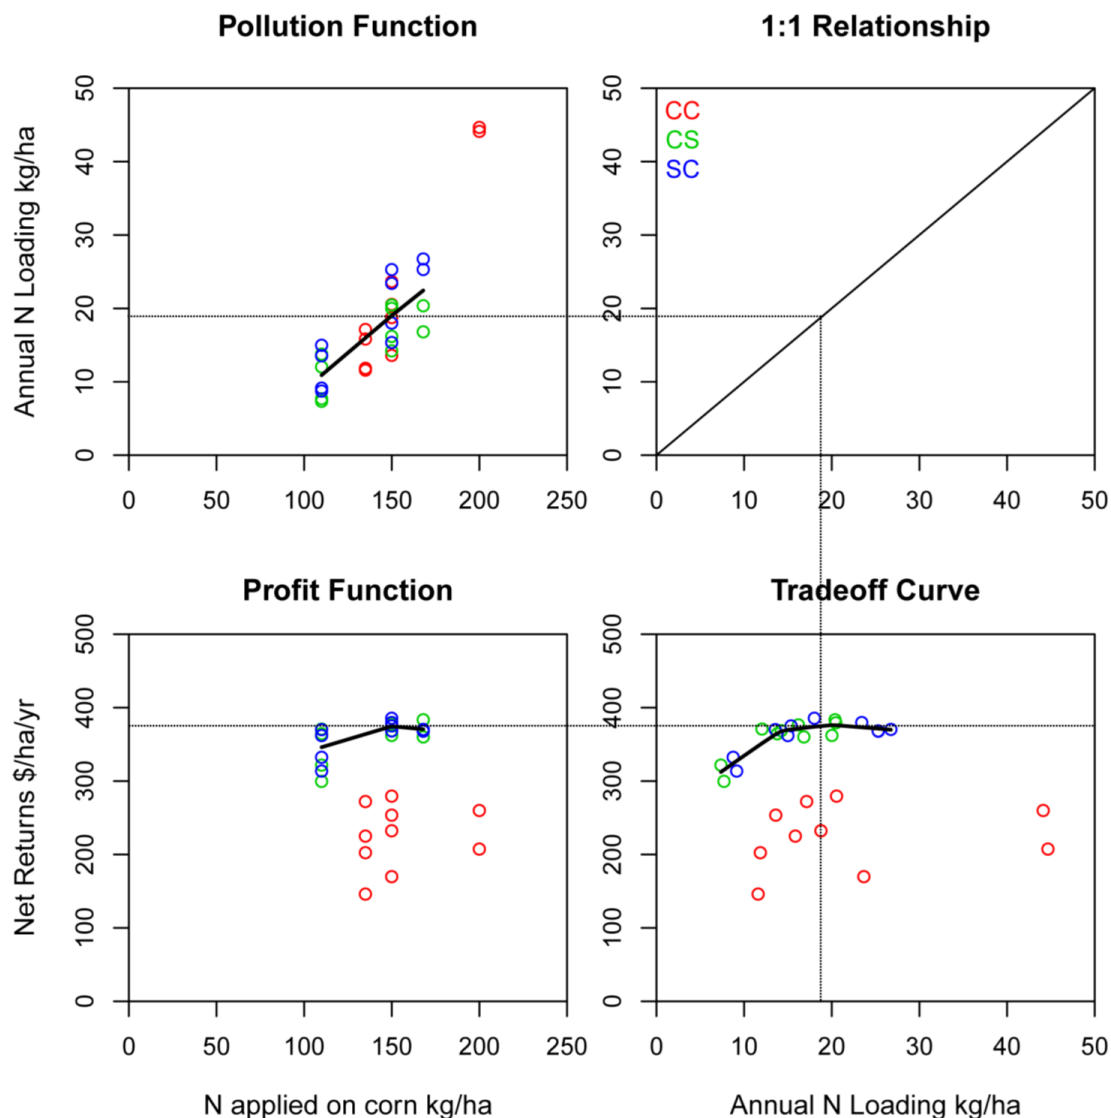 Pollution Function
1:1 Relationship
Annual N Loading kg/ha
0 10 20 30 40 50
0 50 100 150 200 250
CC
CS
SC
0 10 20 30 40 50
0 10 20 30 40 50
Profit Function
Tradeoff Curve
Net Returns $/ha/yr
0 100 200 300 400 500
0 50 100 150 200 250
N applied on corn kg/ha
0 100 200 300 400 500
0 10 20 30 40 50
Annual N Loading kg/ha